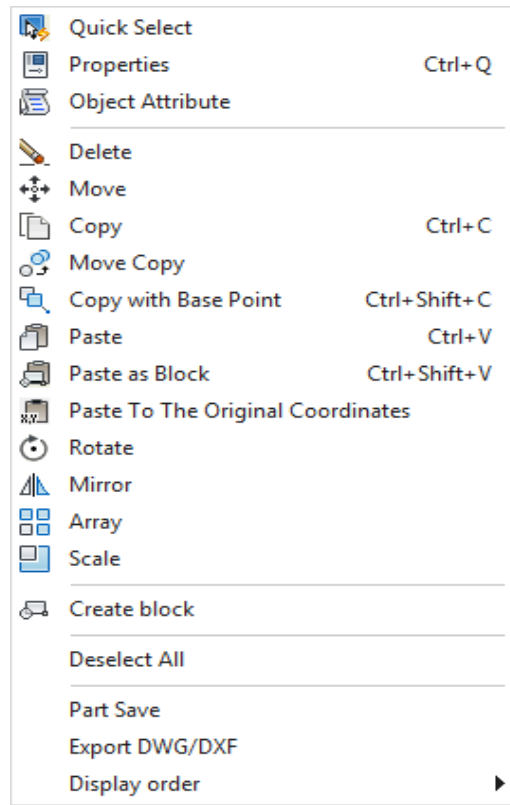 Quick Select
Properties Ctrl+Q
Object Attribute
Delete
Move
Copy Ctrl+C
Move Copy
Copy with Base Point Ctrl+Shift+C
Paste Ctrl+V
Paste as Block Ctrl+Shift+V
x,y Paste To The Original Coordinates
Rotate
Mirror
Array
Scale
Create block
Deselect All
Part Save
Export DWG/DXF
Display order